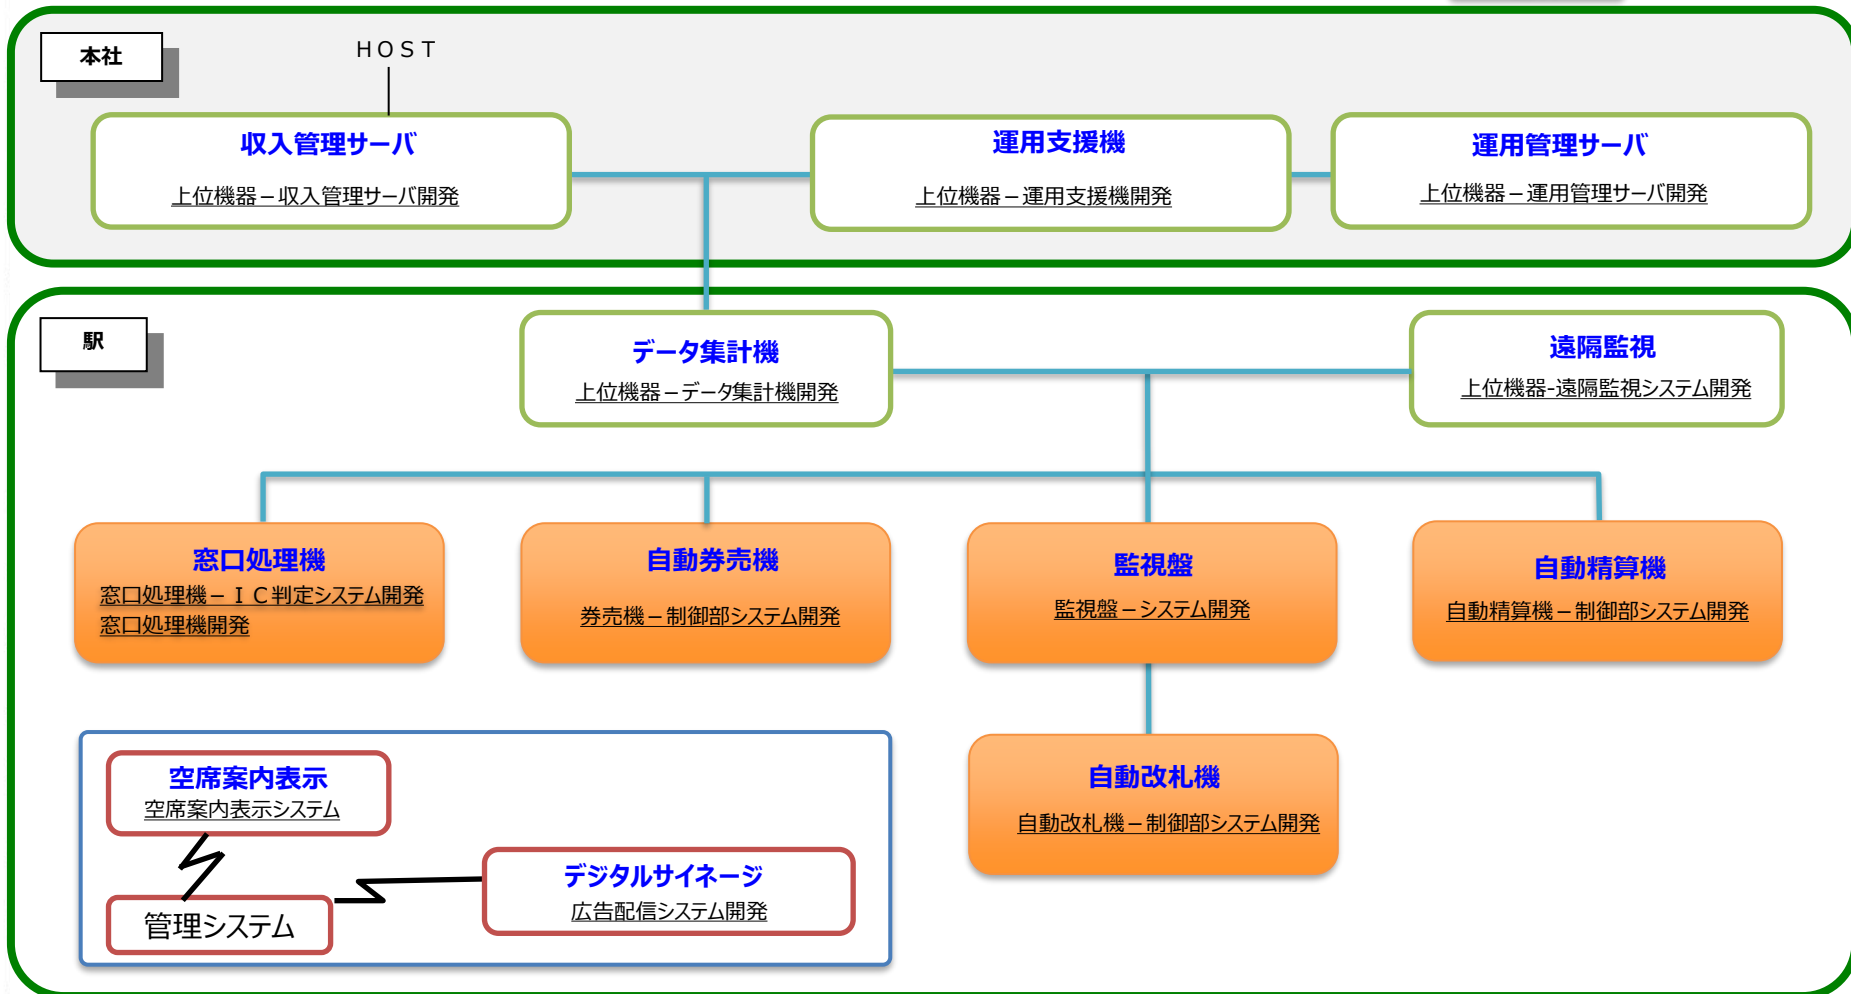 本社
ＨＯＳＴ
収入管理サーバ
上位機器－収入管理サーバ開発
運用支援機
上位機器－運用支援機開発
運用管理サーバ
上位機器－運用管理サーバ開発
駅
データ集計機
上位機器－データ集計機開発
遠隔監視
上位機器-遠隔監視システム開発
窓口処理機
窓口処理機－ＩＣ判定システム開発
窓口処理機開発
自動券売機
券売機－制御部システム開発
監視盤
監視盤－システム開発
自動精算機
自動精算機－制御部システム開発
自動改札機
自動改札機－制御部システム開発
空席案内表示
空席案内表示システム
管理システム
デジタルサイネージ
広告配信システム開発